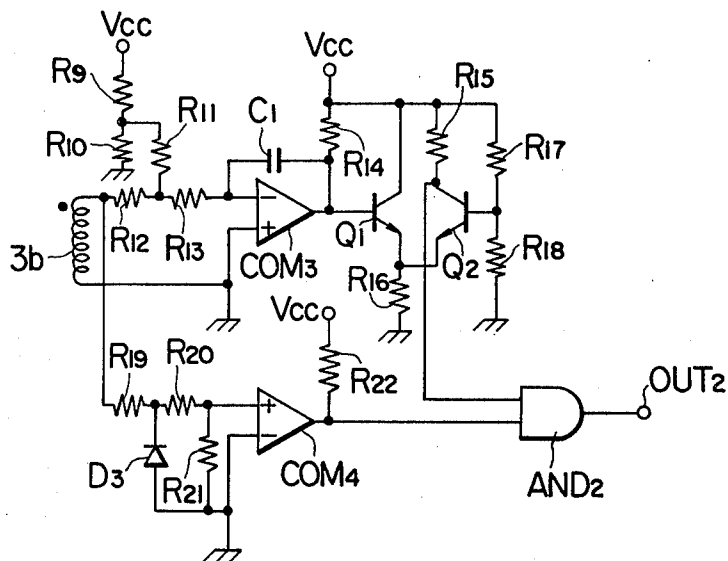 Vcc
R9
R10
R11
C1
Vcc
R14
R15
R17
R12
R13
COM3
Q1
Q2
R18
3b
R16
Vcc
R19
R20
R22
D3
R21
COM4
AND2
OUT2